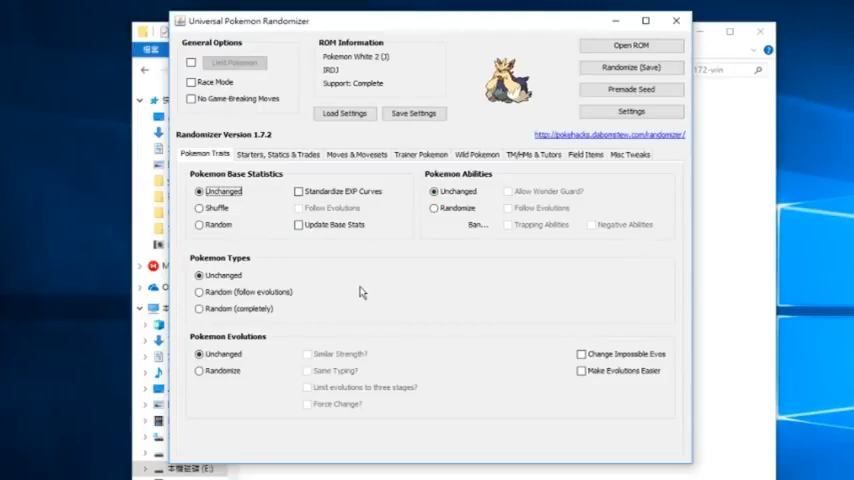 Universal Pokemon Randomizer
檔案
General Options
ROM Information
Limit Pokemon
Race Mode
No Game-Breaking Moves
Pokemon White 2 (J)
IRDJ
Support: Complete
Load Settings
Save Settings
Open ROM
Randomize (Save)
Premade Seed
Settings
172-win
Randomizer Version 1.7.2
http://pokehacks.dabomstew.com/randomizer/
Pokemon Traits
Starters, Statics & Trades
Moves & Movesets
Trainer Pokemon
Wild Pokemon
TM/HMs & Tutors
Field Items
Misc Tweaks
Pokemon Base Statistics
Unchanged
Standardize EXP Curves
Shuffle
Follow Evolutions
Random
Update Base Stats
Pokemon Abilities
Unchanged
Allow Wonder Guard?
Randomize
Follow Evolutions
Ban...
Trapping Abilities
Negative Abilities
Pokemon Types
Unchanged
Random (follow evolutions)
Random (completely)
Pokemon Evolutions
Unchanged
Similar Strength?
Change Impossible Evos
Randomize
Same Typing?
Make Evolutions Easier
Limit evolutions to three stages?
Force Change?
本機磁碟 (E:)